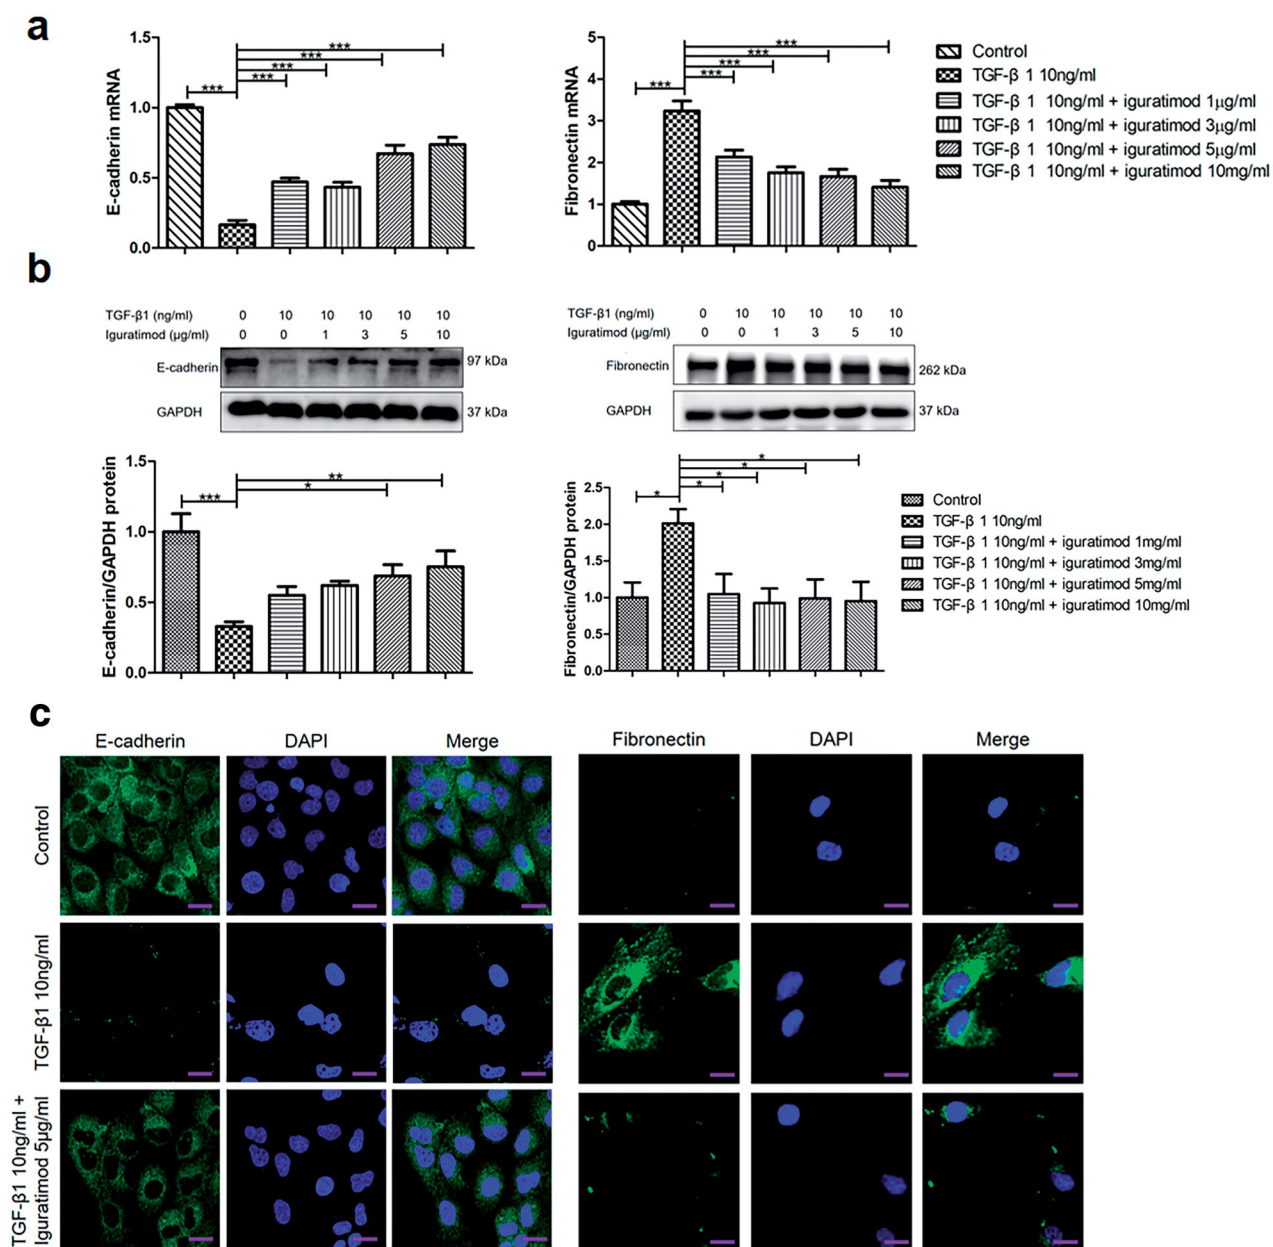 a
E-cadherin mRNA
1.5
1.0
0.5
0.0
***
***
***
***
***
Fibronectin mRNA
5
4
3
2
1
0
***
***
***
***
***
Control
TGF-β 1 10ng/ml
TGF-β 1 10ng/ml + iguratimod 1μg/ml
TGF-β 1 10ng/ml + iguratimod 3μg/ml
TGF-β 1 10ng/ml + iguratimod 5μg/ml
TGF-β 1 10ng/ml + iguratimod 10mg/ml
b
TGF-β1 (ng/ml) 0 10 10 10 10 10
Iguratimod (μg/ml) 0 0 1 3 5 10
E-cadherin 97 kDa
GAPDH 37 kDa
TGF-β1 (ng/ml) 0 10 10 10 10 10
Iguratimod (μg/ml) 0 0 1 3 5 10
Fibronectin 262 kDa
GAPDH 37 kDa
E-cadherin/GAPDH protein
1.5
1.0
0.5
0.0
***
**
*
Fibronectin/GAPDH protein
2.5
2.0
1.5
1.0
0.5
0.0
*
*
*
*
*
Control
TGF-β 1 10ng/ml
TGF-β 1 10ng/ml + iguratimod 1mg/ml
TGF-β 1 10ng/ml + iguratimod 3mg/ml
TGF-β 1 10ng/ml + iguratimod 5mg/ml
TGF-β 1 10ng/ml + iguratimod 10mg/ml
c
E-cadherin DAPI Merge Fibronectin DAPI Merge
Control
TGF-β1 10ng/ml
TGF-β1 10ng/ml +
Iguratimod 5μg/ml